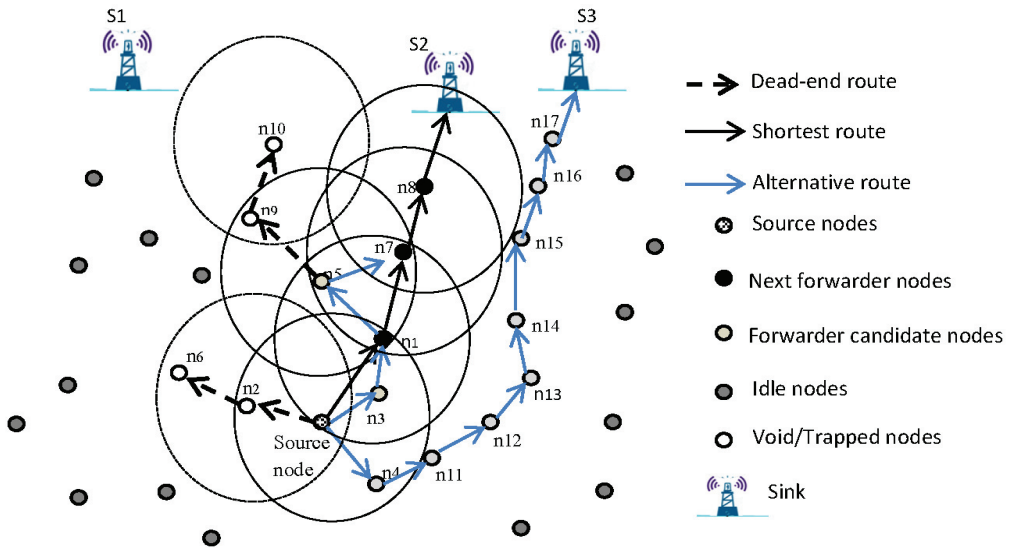 S1
S2
S3
n10
n17
n16
n8
n9
n7
n15
n5
n14
n1
n6
n2
n13
n3
n12
Source
node
n4
n11
Dead-end route
Shortest route
Alternative route
Source nodes
Next forwarder nodes
Forwarder candidate nodes
Idle nodes
Void/Trapped nodes
Sink